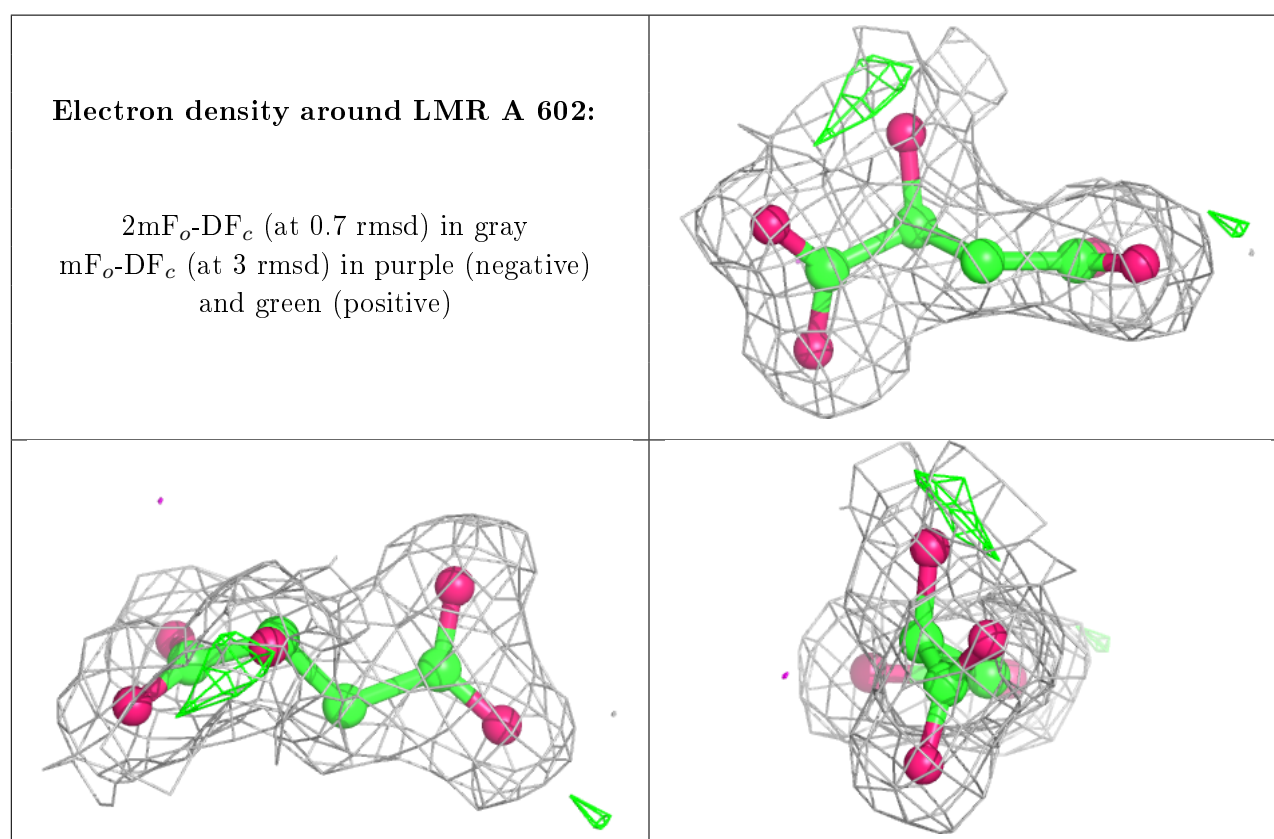 Electron density around LMR A 602:
2mFo-DFc (at 0.7 rmsd) in gray
mFo-DFc (at 3 rmsd) in purple (negative)
and green (positive)